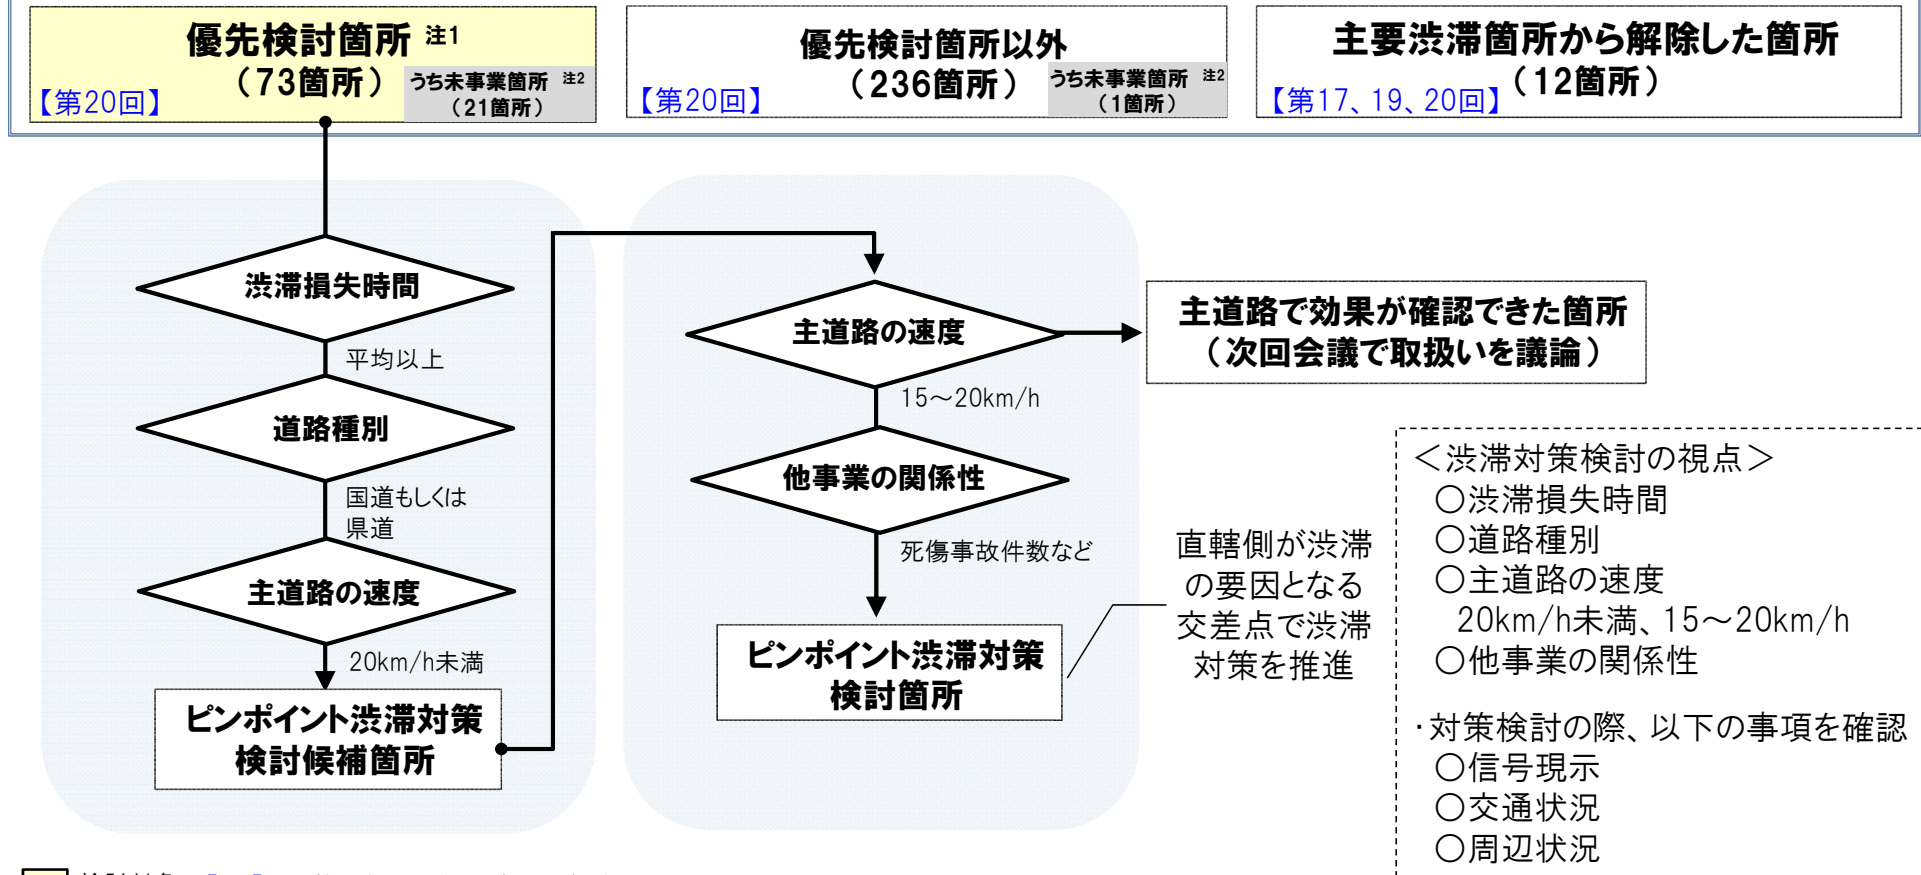 優先検討箇所 注1
（73箇所）
うち未事業箇所 注2
（21箇所）
【第20回】
優先検討箇所以外
（236箇所）
うち未事業箇所 注2
（1箇所）
【第20回】
主要渋滞箇所から解除した箇所
（12箇所）
【第17、19、20回】
渋滞損失時間
平均以上
道路種別
国道もしくは
県道
主道路の速度
20km/h未満
ピンポイント渋滞対策
検討候補箇所
主道路の速度
15～20km/h
他事業の関係性
死傷事故件数など
ピンポイント渋滞対策
検討箇所
主道路で効果が確認できた箇所
（次回会議で取扱いを議論）
直轄側が渋滞
の要因となる
交差点で渋滞
対策を推進
＜渋滞対策検討の視点＞
〇渋滞損失時間
〇道路種別
〇主道路の速度
20km/h未満、15～20km/h
〇他事業の関係性
・対策検討の際、以下の事項を確認
〇信号現示
〇交通状況
〇周辺状況